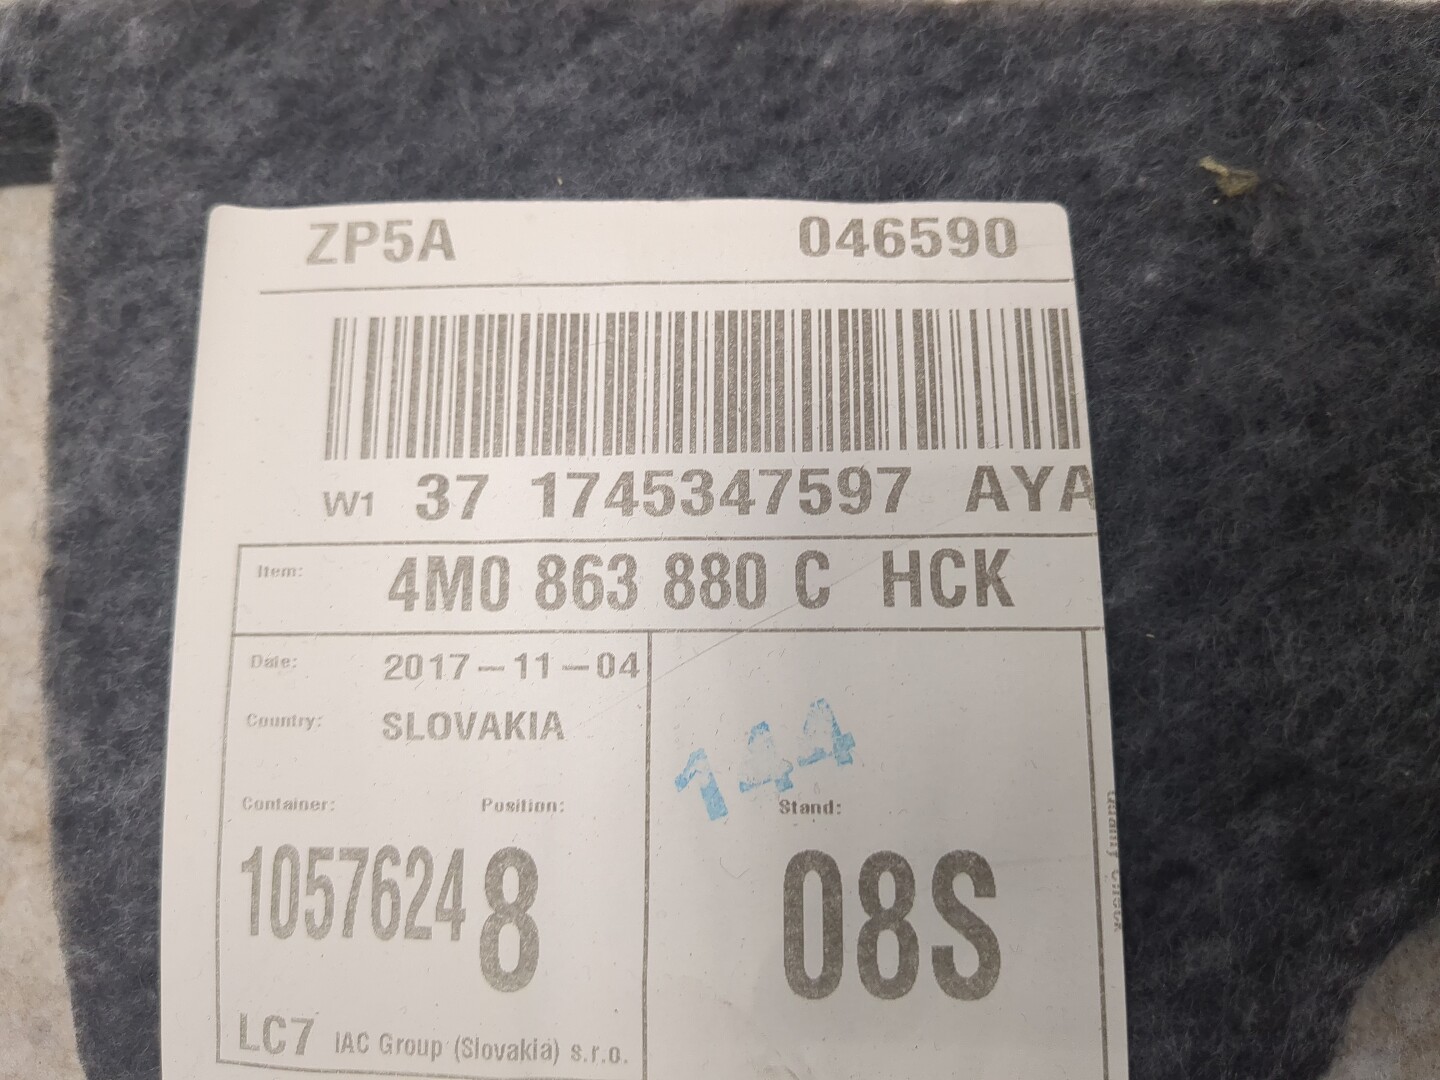 ZP5A 046590
W1 37 1745347597 AYA
Item: 4M0 863 880 C HCK
Date: 2017-11-04
Country: SLOVAKIA
144
Container: Position: Stand:
1057624 8 08S
LC7 IAC Group (Slovakia) s.r.o.